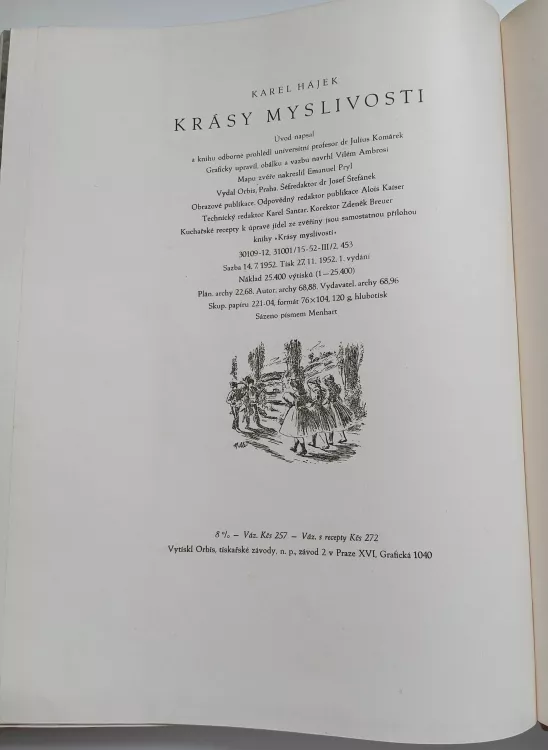 KAREL HÁJEK
KRÁSY MYSLIVOSTI
Úvod napsal
a knihu odborně prohlédl universitní profesor dr Julius Komárek
Graficky upravil, obálku a vazbu navrhl Vilém Ambrosi
Mapu zvěře nakreslil Emanuel Pryl
Vydal Orbis, Praha. Šéfredaktor dr Josef Štefánek
Obrazové publikace. Odpovědný redaktor publikace Alois Kaiser
Technický redaktor Karel Šantar. Korektor Zdeněk Breuer
Kuchařské recepty k úpravě jídel ze zvěřiny jsou samostatnou přílohou
knihy »Krásy myslivosti«
30109-12, 31001/15-52-III/2, 453
Sazba 14. 7. 1952. Tisk 27. 11. 1952. 1. vydání
Náklad 25.400 výtisků (1—25.400)
Plán. archy 22,68. Autor. archy 68,88. Vydavatel. archy 68,96
Skup. papíru 221-04, formát 76×104, 120 g, hlubotisk
Sázeno písmem Menhart
8 % — Váz. Kčs 257 — Váz. s recepty Kčs 272
Vytiskl Orbis, tiskařské závody, n. p., závod 2 v Praze XVI, Grafická 1040